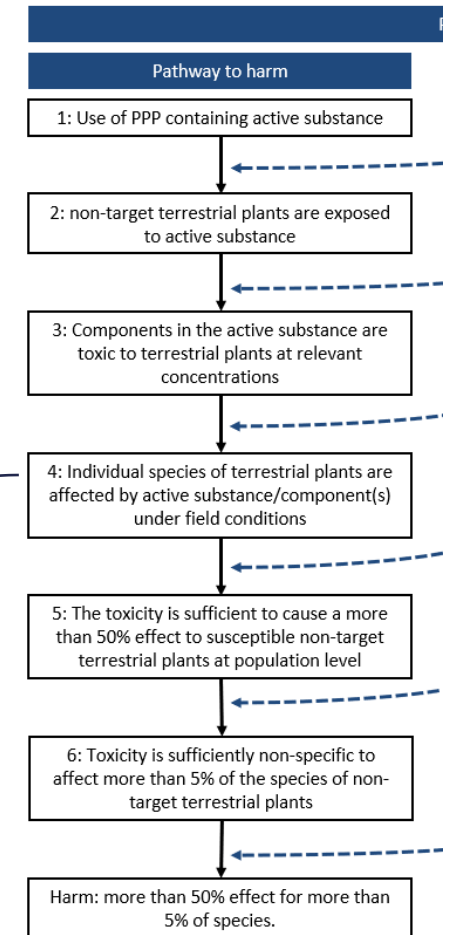 Pathway to harm
1: Use of PPP containing active substance
2: non-target terrestrial plants are exposed
to active substance
3: Components in the active substance are
toxic to terrestrial plants at relevant
concentrations
4: Individual species of terrestrial plants are
affected by active substance/component(s)
under field conditions
5: The toxicity is sufficient to cause a more
than 50% effect to susceptible non-target
terrestrial plants at population level
6: Toxicity is sufficiently non-specific to
affect more than 5% of the species of non-
target terrestrial plants
Harm: more than 50% effect for more than
5% of species.